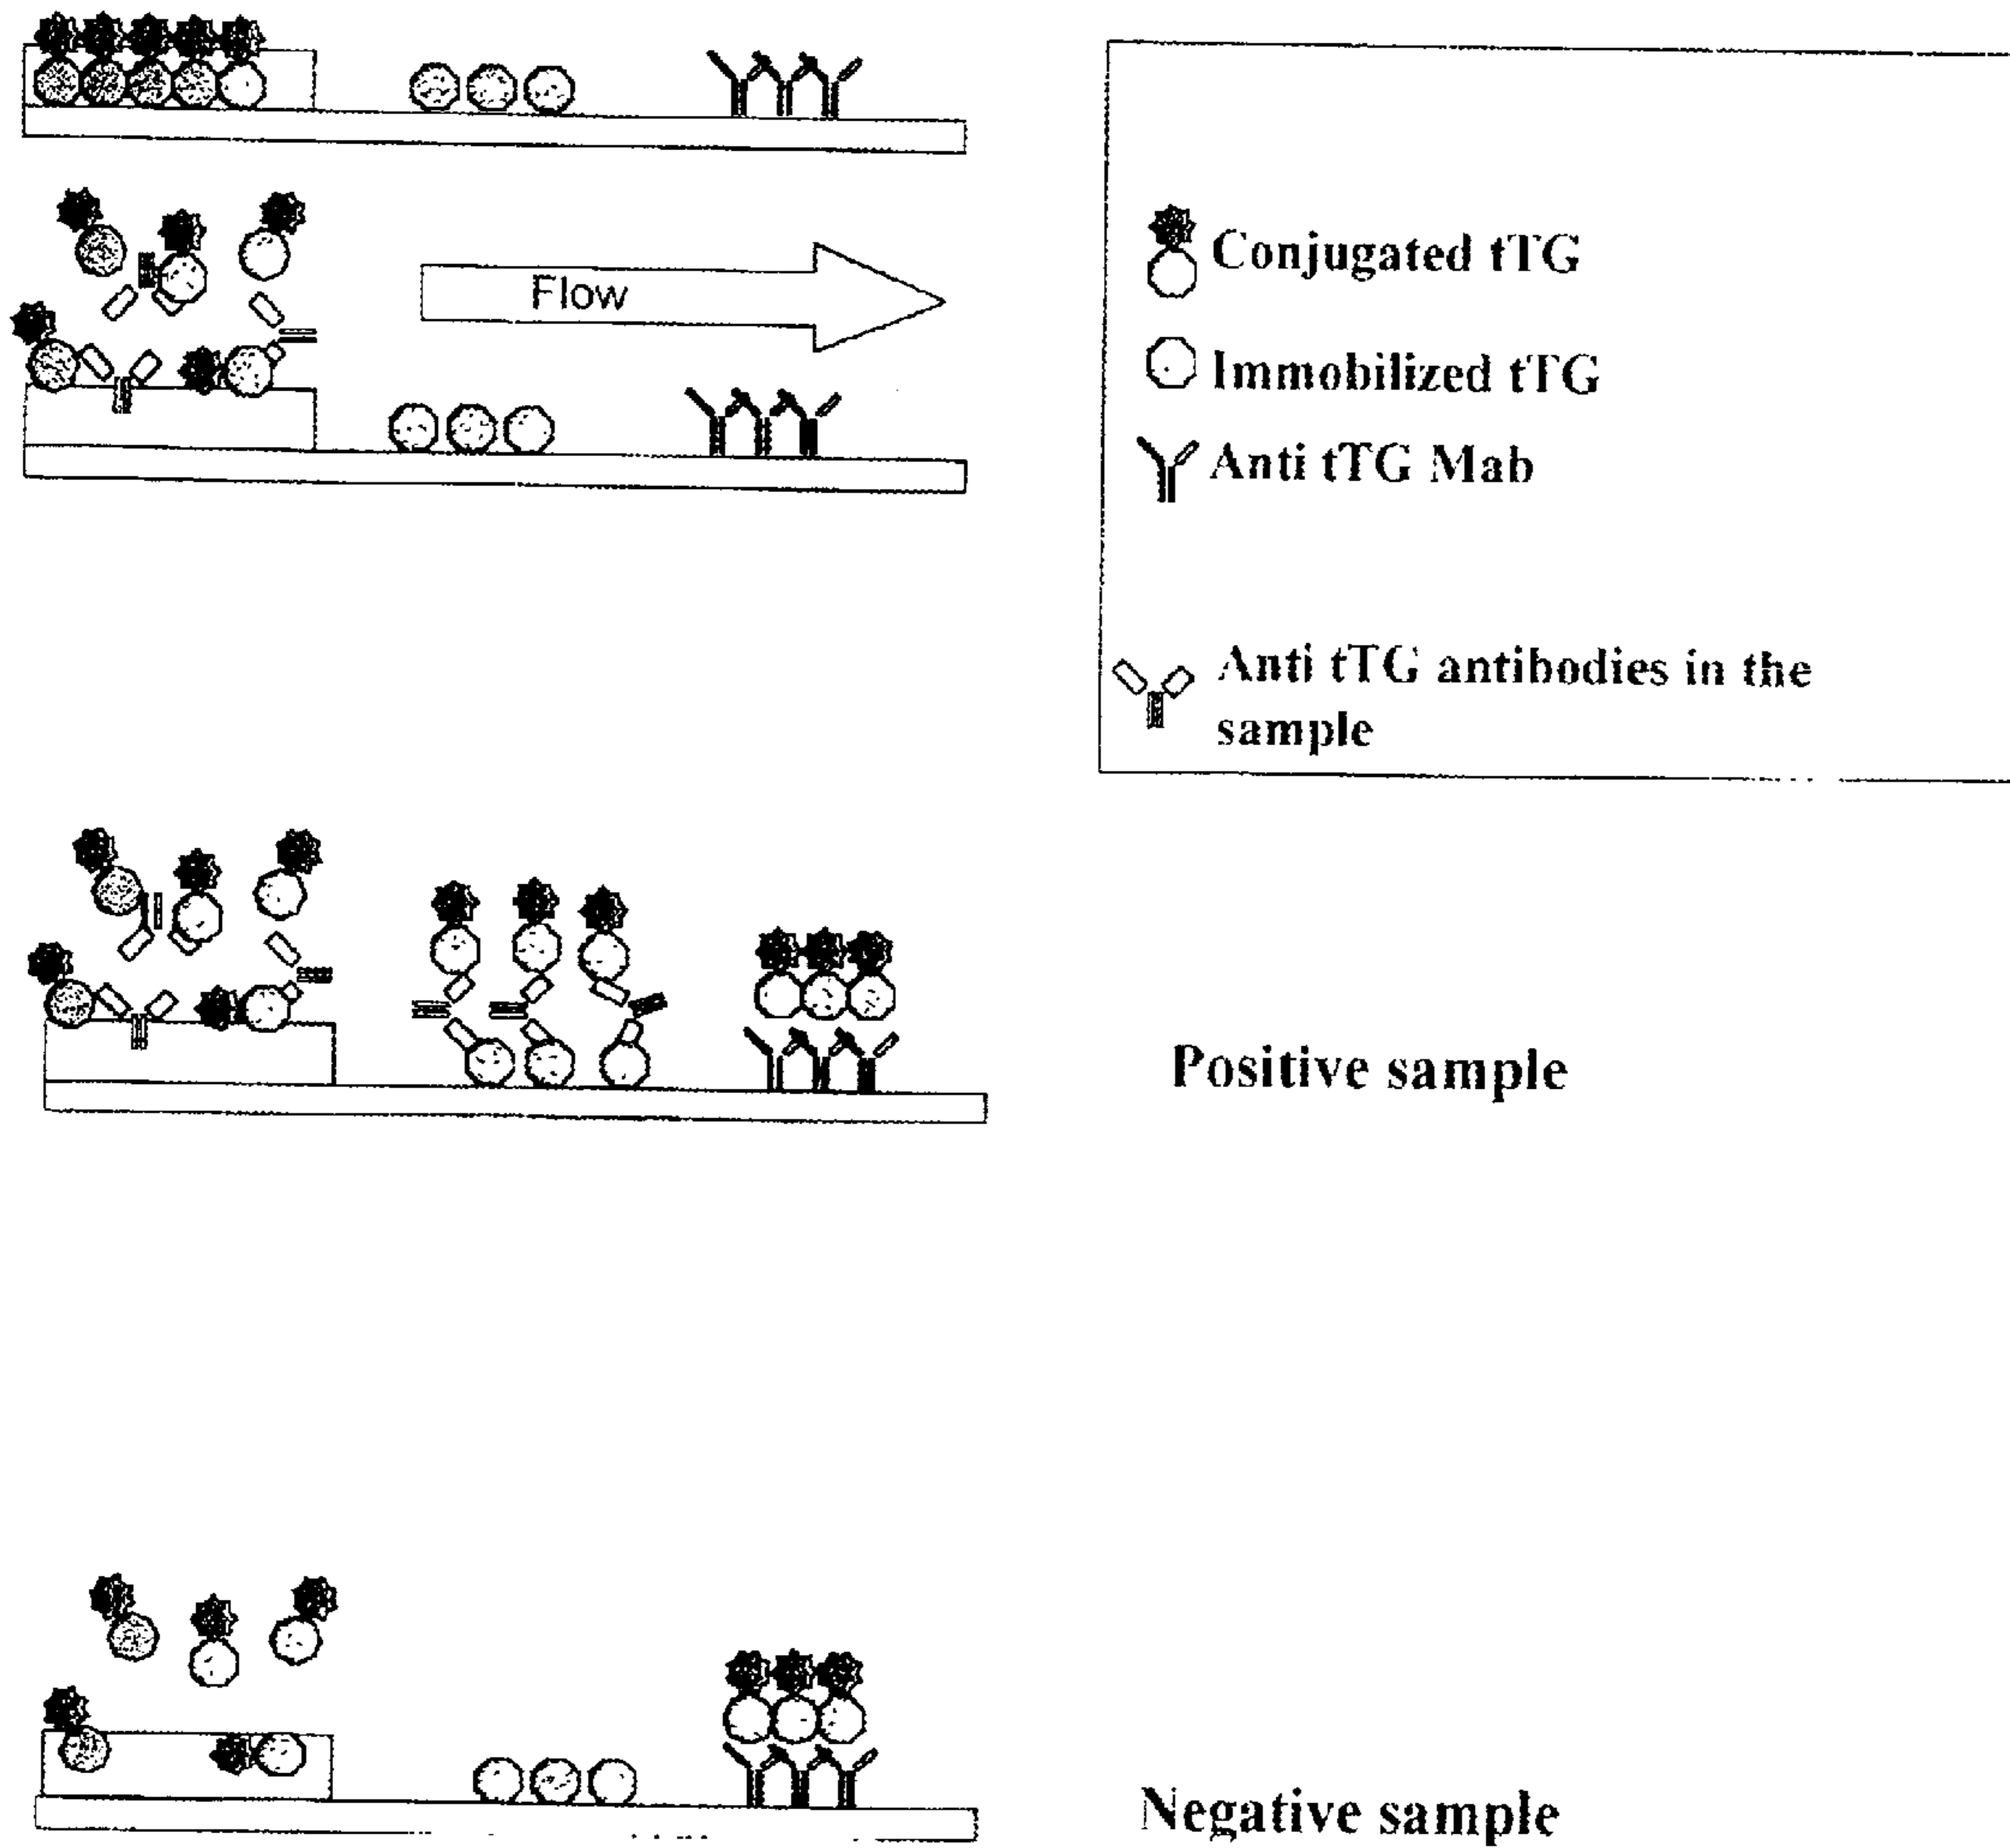 Flow
Conjugated tTG
Immobilized tTG
Anti tTG Mab
Anti tTG antibodies in the
sample
Positive sample
Negative sample